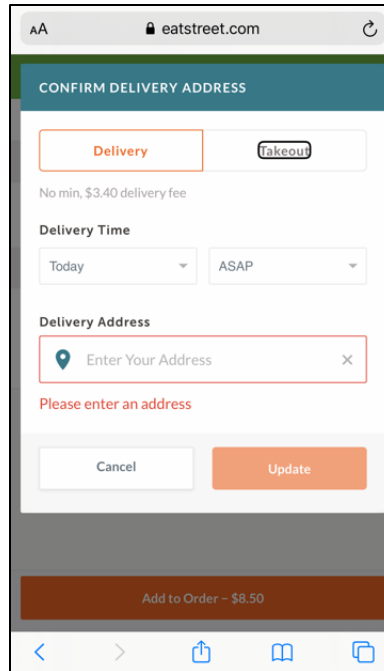 AA eatstreet.com
CONFIRM DELIVERY ADDRESS
Delivery Takeout
No min, $3.40 delivery fee
Delivery Time
Today ASAP
Delivery Address
Enter Your Address
Please enter an address
Cancel Update
Add to Order – $8.50